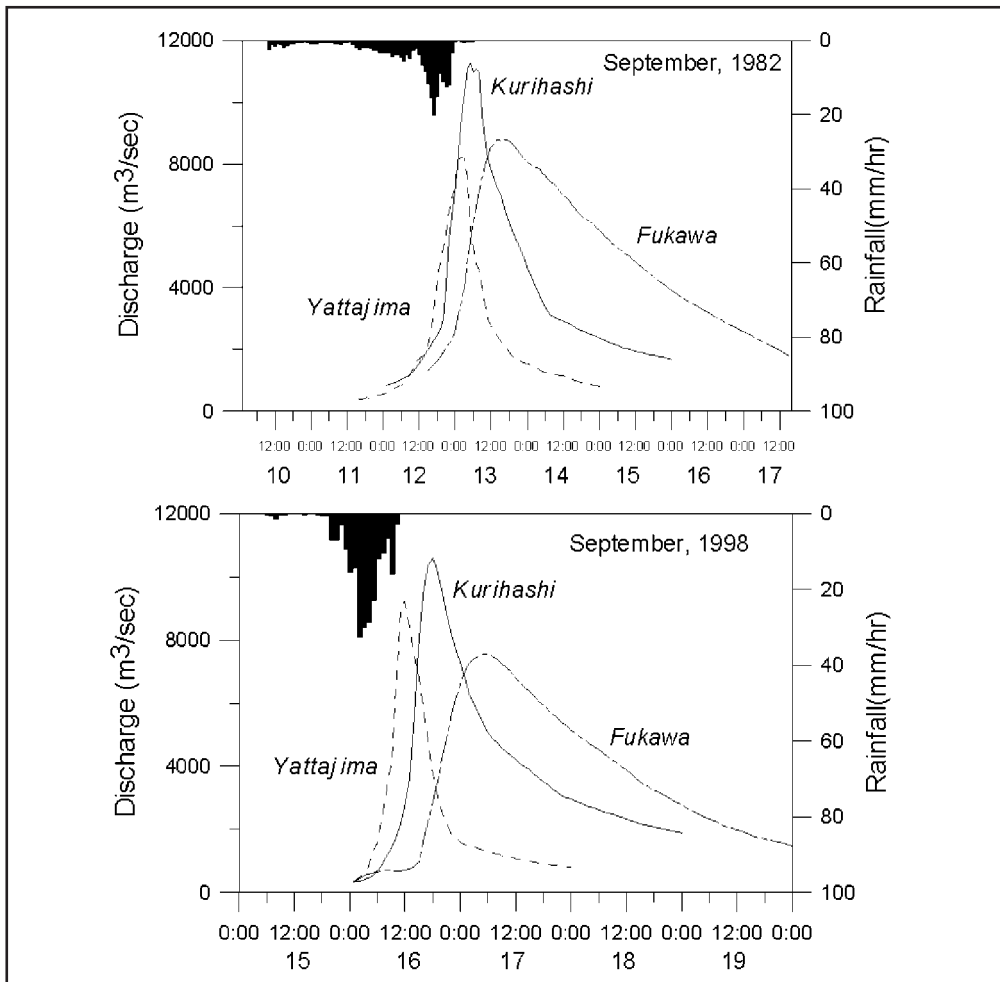 September, 1982
Kurihashi
Fukawa
Yattajima
Discharge (m3/sec)
Rainfall(mm/hr)
12000
8000
4000
0
0
20
40
60
80
100
12:00 0:00 12:00 0:00 12:00 0:00 12:00 0:00 12:00 0:00 12:00 0:00 12:00 0:00 12:00
10 11 12 13 14 15 16 17
September, 1998
Kurihashi
Fukawa
Yattajima
Discharge (m3/sec)
Rainfall(mm/hr)
12000
8000
4000
0
0
20
40
60
80
100
0:00 12:00 0:00 12:00 0:00 12:00 0:00 12:00 0:00 12:00 0:00
15 16 17 18 19